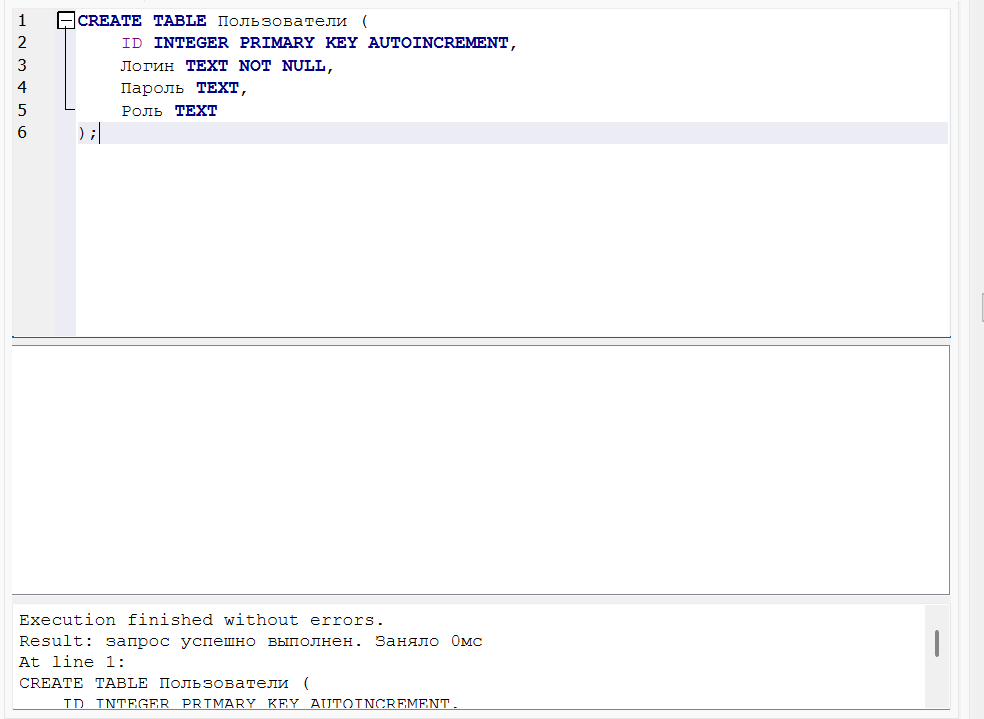 1 CREATE TABLE Пользователи (
2 ID INTEGER PRIMARY KEY AUTOINCREMENT,
3 Логин TEXT NOT NULL,
4 Пароль TEXT,
5 Роль TEXT
6 );
Execution finished without errors.
Result: запрос успешно выполнен. Заняло 0мс
At line 1:
CREATE TABLE Пользователи (
ID INTEGER PRIMARY KEY AUTOINCREMENT,